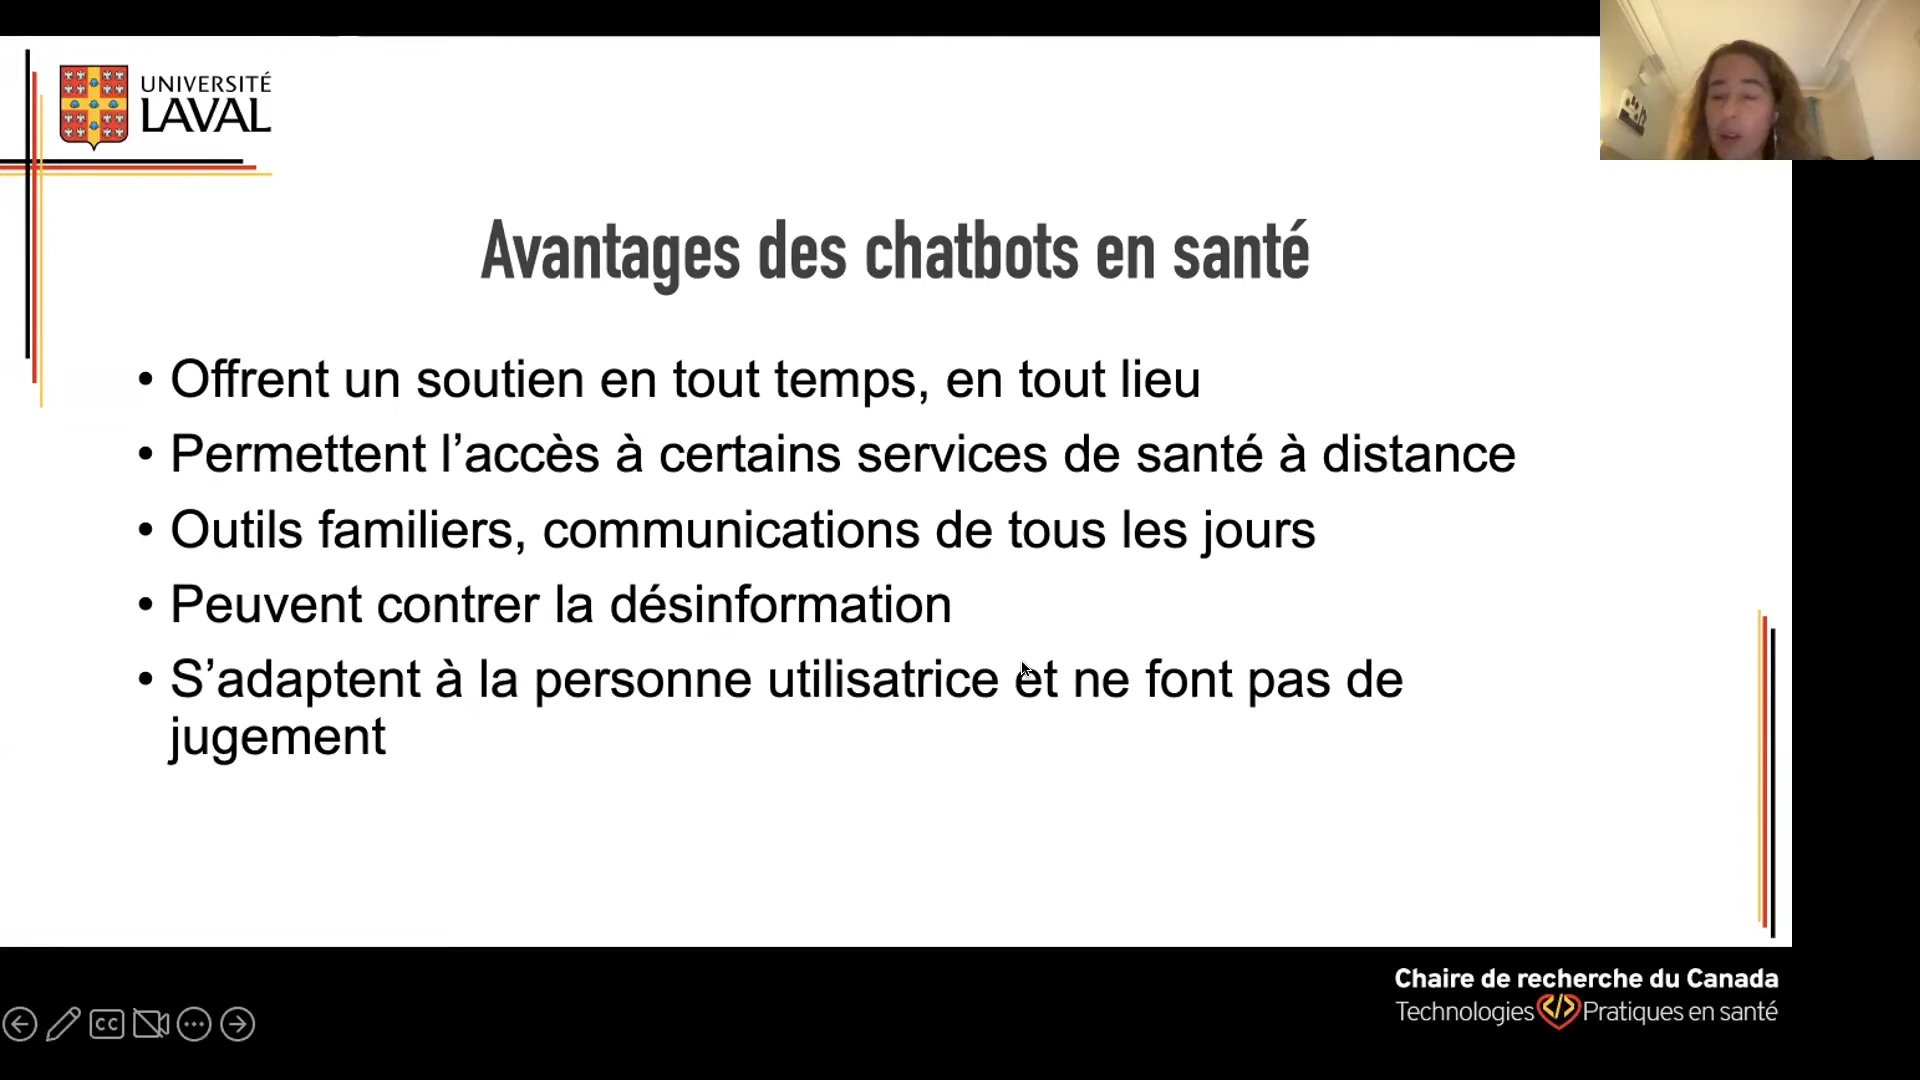 UNIVERSITÉ
LAVAL
Avantages des chatbots en santé
• Offrent un soutien en tout temps, en tout lieu
• Permettent l’accès à certains services de santé à distance
• Outils familiers, communications de tous les jours
• Peuvent contrer la désinformation
• S’adaptent à la personne utilisatrice et ne font pas de
jugement
Chaire de recherche du Canada
Technologies </> Pratiques en santé
CC